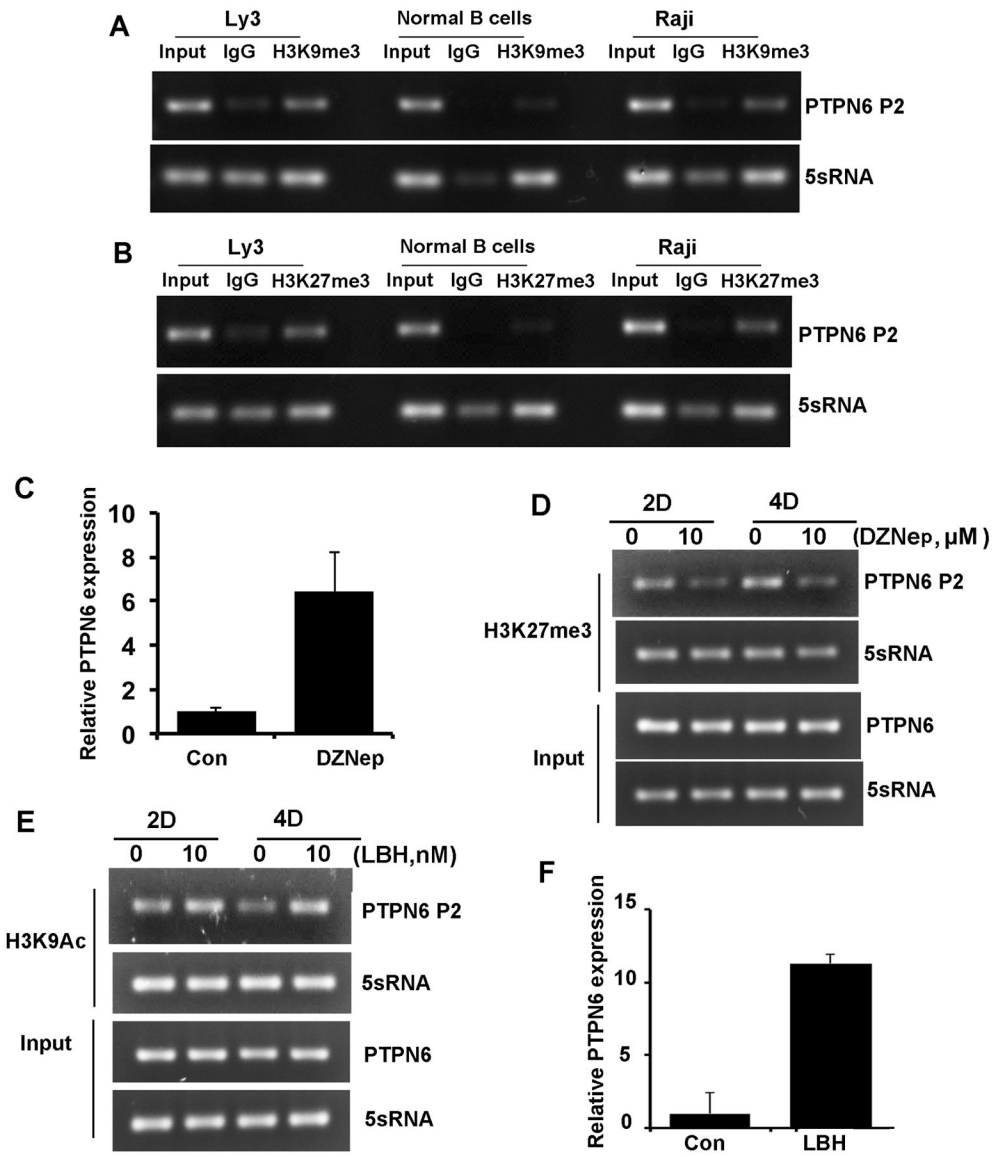 A
Ly3 Normal B cells Raji
Input IgG H3K9me3 Input IgG H3K9me3 Input IgG H3K9me3
PTPN6 P2
5sRNA
B
Ly3 Normal B cells Raji
Input IgG H3K27me3 Input IgG H3K27me3 Input IgG H3K27me3
PTPN6 P2
5sRNA
C
Relative PTPN6 expression
10
8
6
4
2
0
Con DZNep
D
2D 4D
0 10 0 10 (DZNep, µM)
H3K27me3
PTPN6 P2
5sRNA
Input
PTPN6
5sRNA
E
2D 4D
0 10 0 10 (LBH,nM)
H3K9Ac
PTPN6 P2
5sRNA
Input
PTPN6
5sRNA
F
Relative PTPN6 expression
15
10
5
0
Con LBH